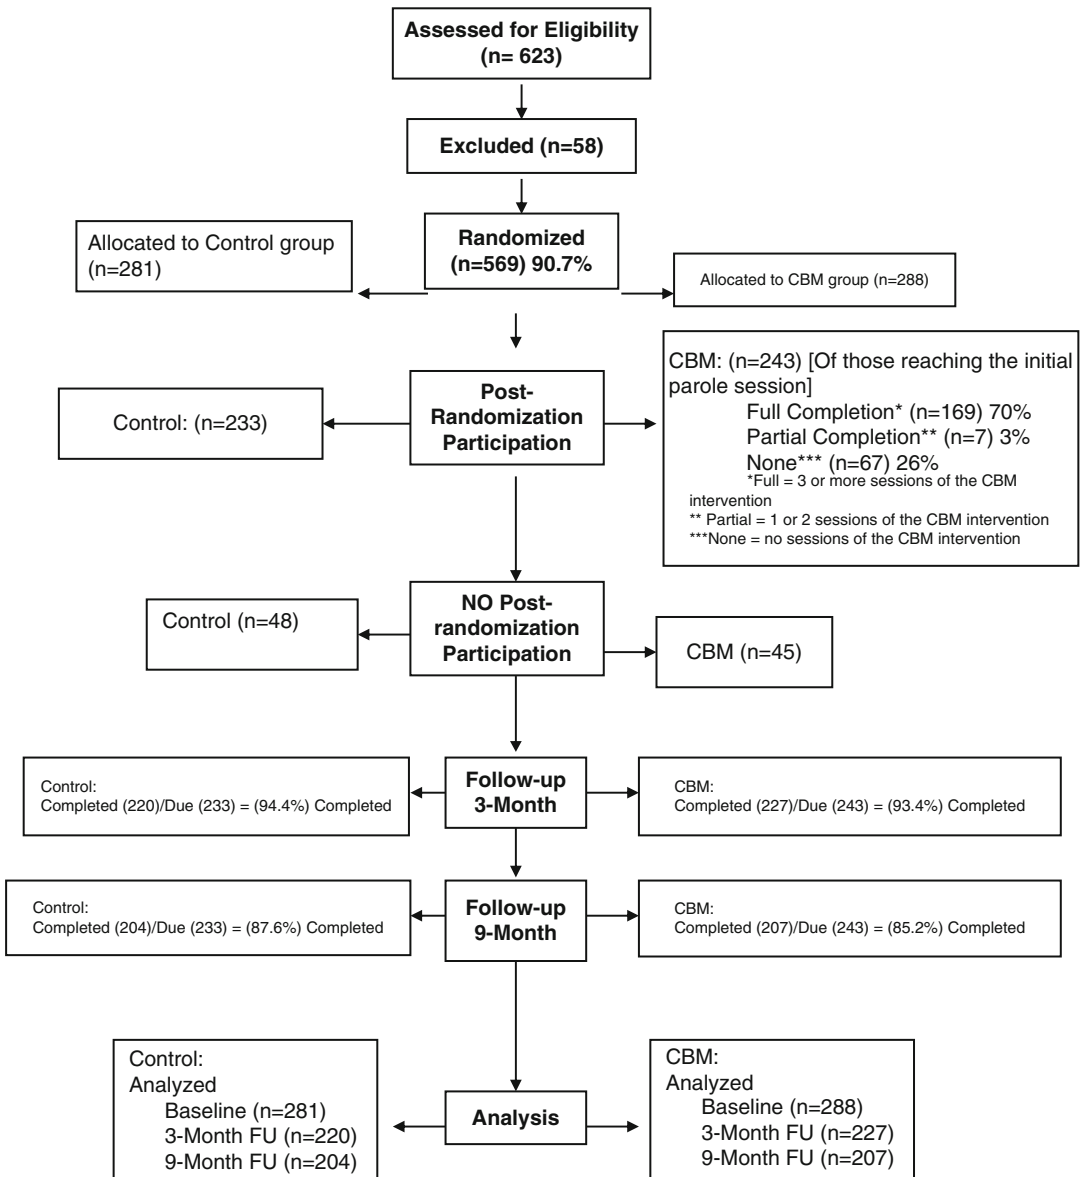 Assessed for Eligibility
(n= 623)
Excluded (n=58)
Randomized
(n=569) 90.7%
Allocated to Control group
(n=281)
Allocated to CBM group (n=288)
Post-
Randomization
Participation
Control: (n=233)
CBM: (n=243) [Of those reaching the initial
parole session]
Full Completion* (n=169) 70%
Partial Completion** (n=7) 3%
None*** (n=67) 26%
*Full = 3 or more sessions of the CBM
intervention
** Partial = 1 or 2 sessions of the CBM intervention
***None = no sessions of the CBM intervention
NO Post-
randomization
Participation
Control (n=48)
CBM (n=45)
Follow-up
3-Month
Control:
Completed (220)/Due (233) = (94.4%) Completed
CBM:
Completed (227)/Due (243) = (93.4%) Completed
Follow-up
9-Month
Control:
Completed (204)/Due (233) = (87.6%) Completed
CBM:
Completed (207)/Due (243) = (85.2%) Completed
Analysis
Control:
Analyzed
Baseline (n=281)
3-Month FU (n=220)
9-Month FU (n=204)
CBM:
Analyzed
Baseline (n=288)
3-Month FU (n=227)
9-Month FU (n=207)